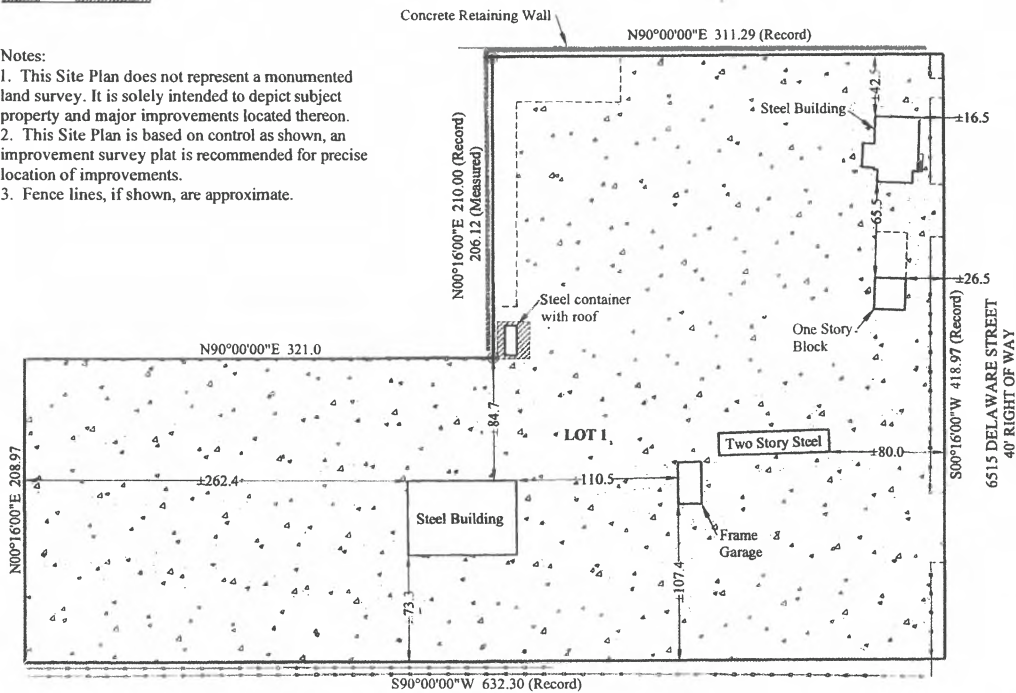 Concrete Retaining Wall
N90°00'00"E 311.29 (Record)
Notes:
1. This Site Plan does not represent a monumented
land survey. It is solely intended to depict subject
property and major improvements located thereon.
2. This Site Plan is based on control as shown, an
improvement survey plat is recommended for precise
location of improvements.
3. Fence lines, if shown, are approximate.
±42.5
Steel Building
±16.5
N00°16'00"E 210.00 (Record)
206.12 (Measured)
65.5
±26.5
Steel container
with roof
One Story
Block
S00°16'00"W 418.97 (Record)
6515 DELAWARE STREET
40' RIGHT OF WAY
N90°00'00"E 321.0
84.7
LOT 1
Two Story Steel
±80.0
N00°16'00"E 208.97
±262.4
±110.5
Steel Building
Frame
Garage
8
±107.4
73.3
S90°00'00"W 632.30 (Record)